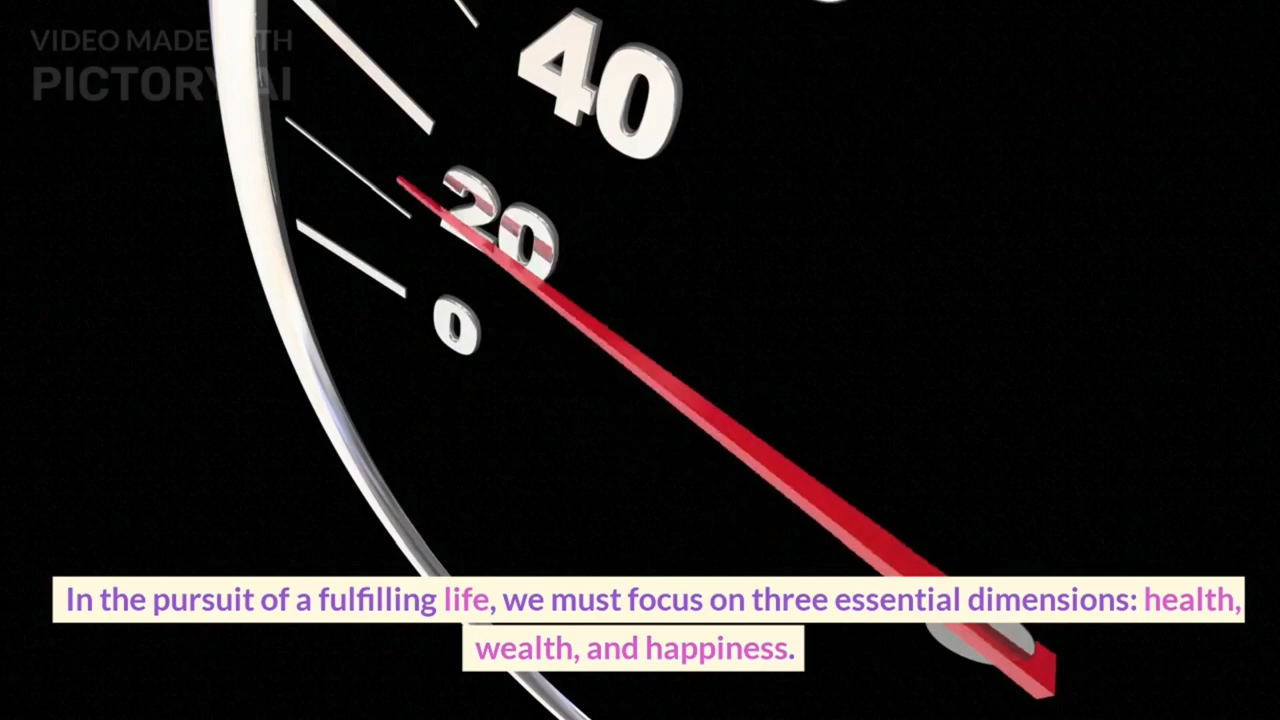 VIDEO MADE WITH
PICTORY.AI
40
20
0
In the pursuit of a fulfilling life, we must focus on three essential dimensions: health,
wealth, and happiness.